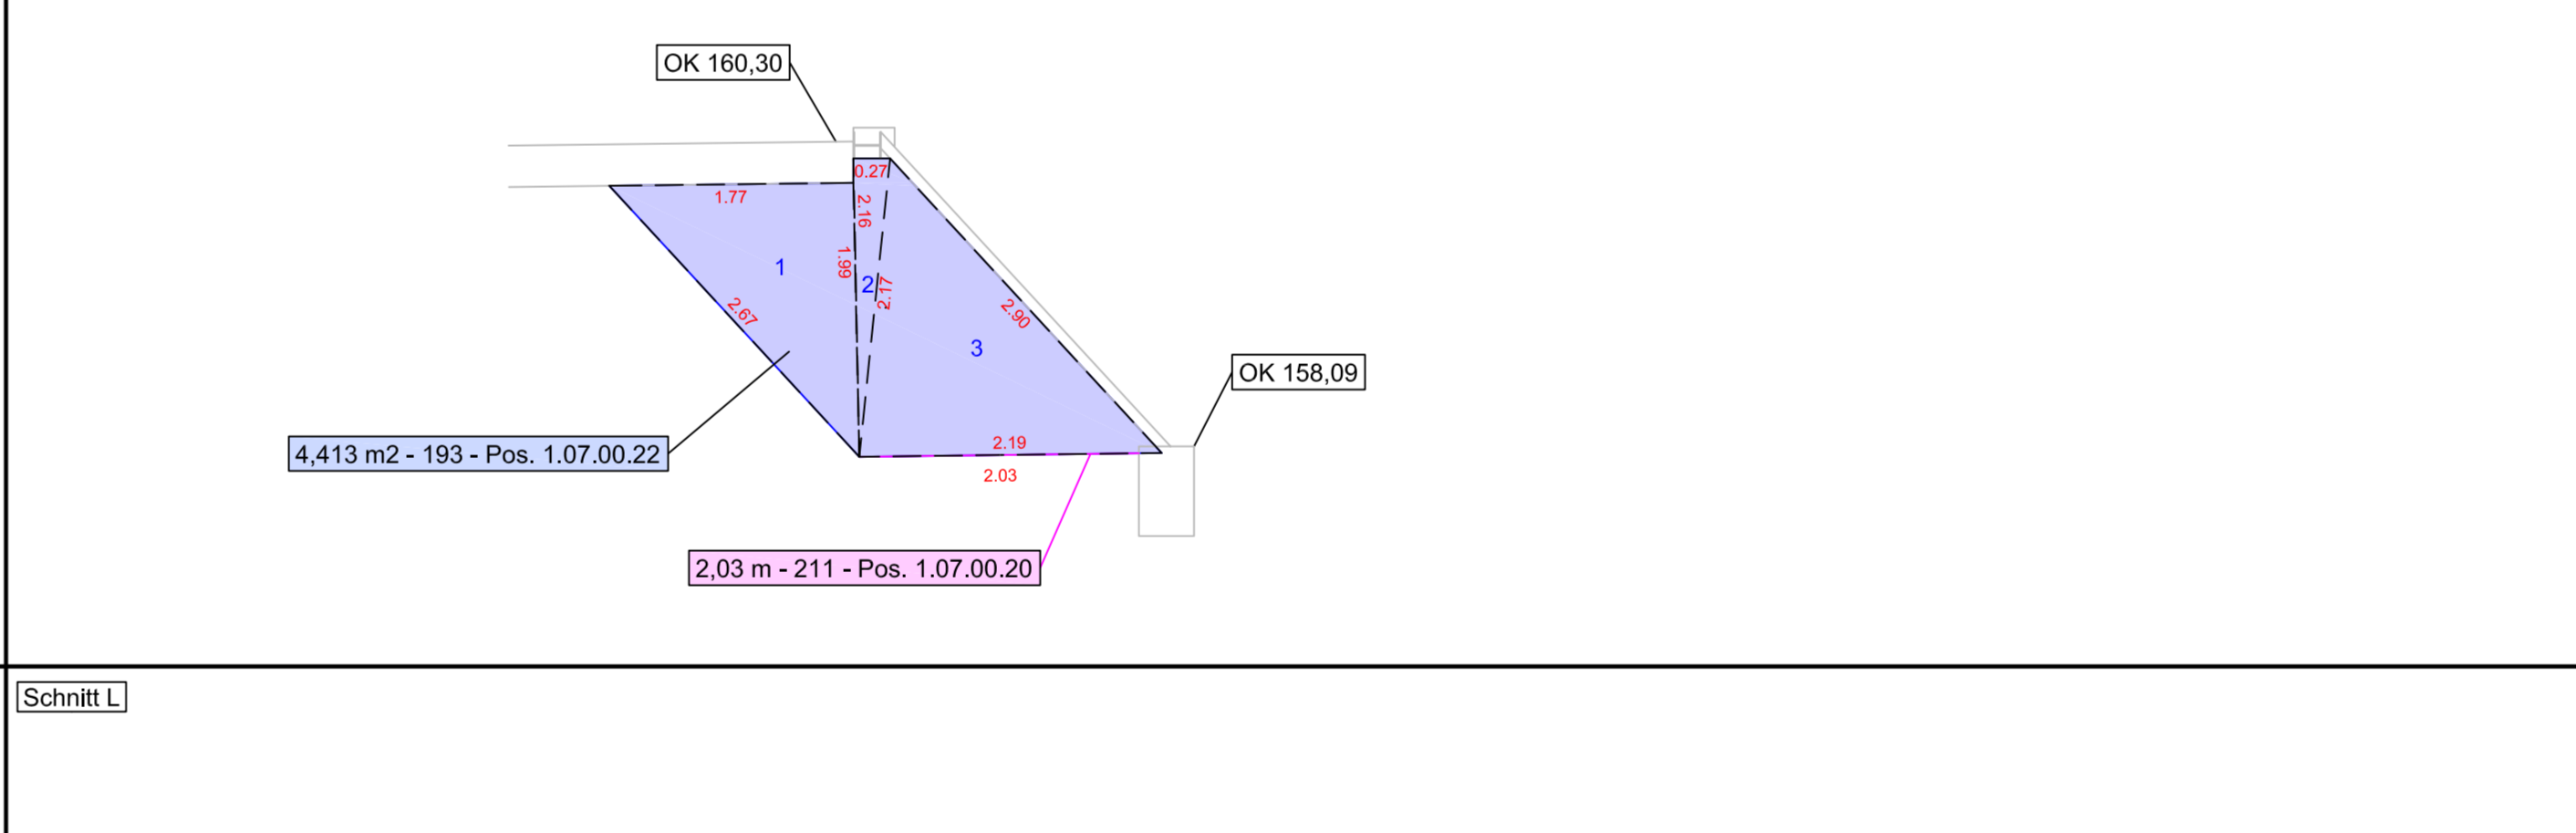 OK 160,30
0.27
1.77
2.16
1.99
1
2
2.17
2.67
2.90
3
OK 158,09
2.19
4,413 m2 - 193 - Pos. 1.07.00.22
2.03
2,03 m - 211 - Pos. 1.07.00.20
Schnitt L